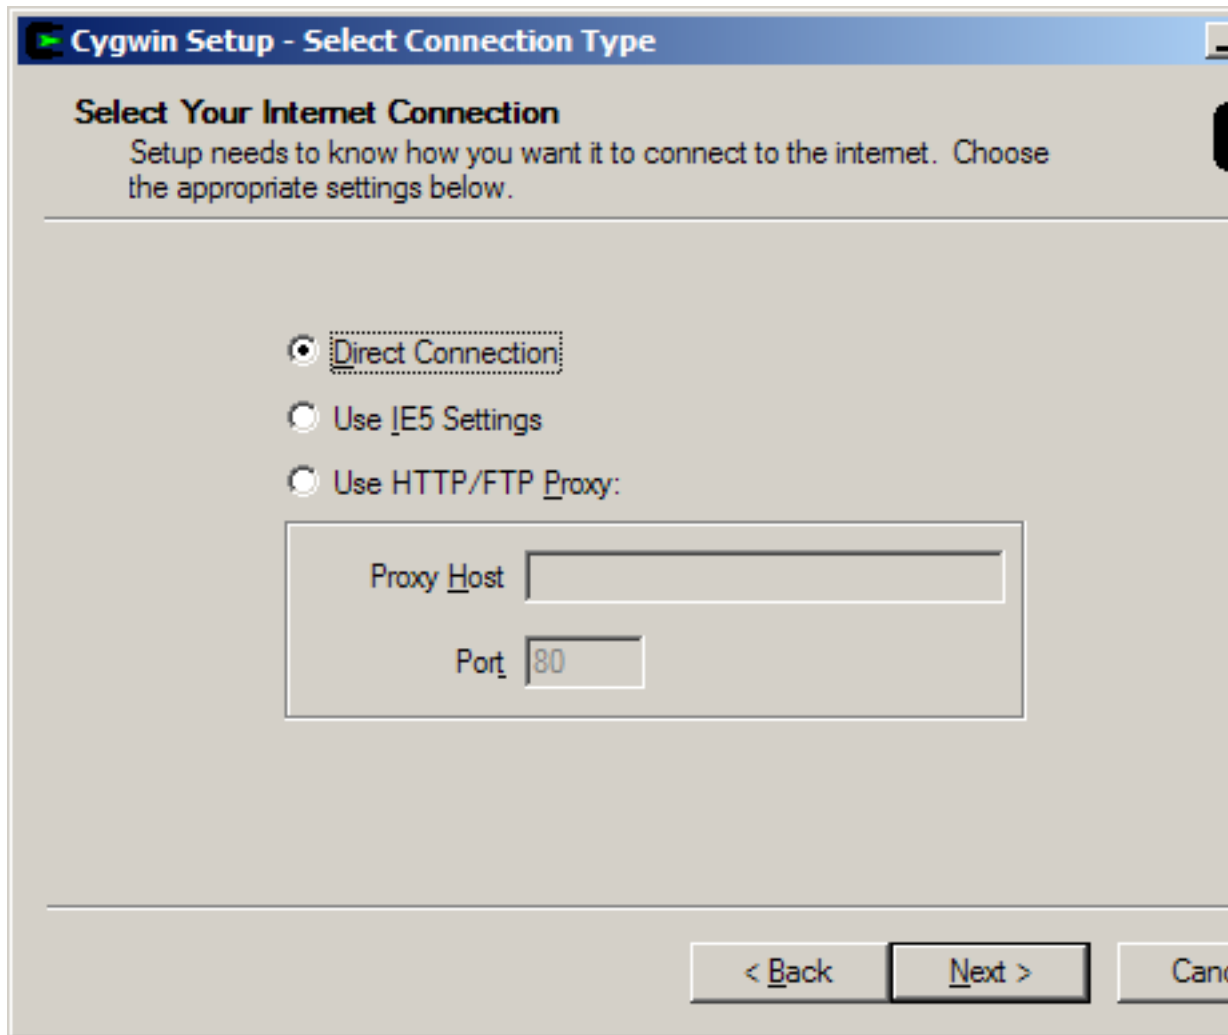 Cygwin Setup - Select Connection Type
Select Your Internet Connection
Setup needs to know how you want it to connect to the internet.  Choose
the appropriate settings below.
Direct Connection
Use IE5 Settings
Use HTTP/FTP Proxy:
Proxy Host
Port 80
< Back Next >